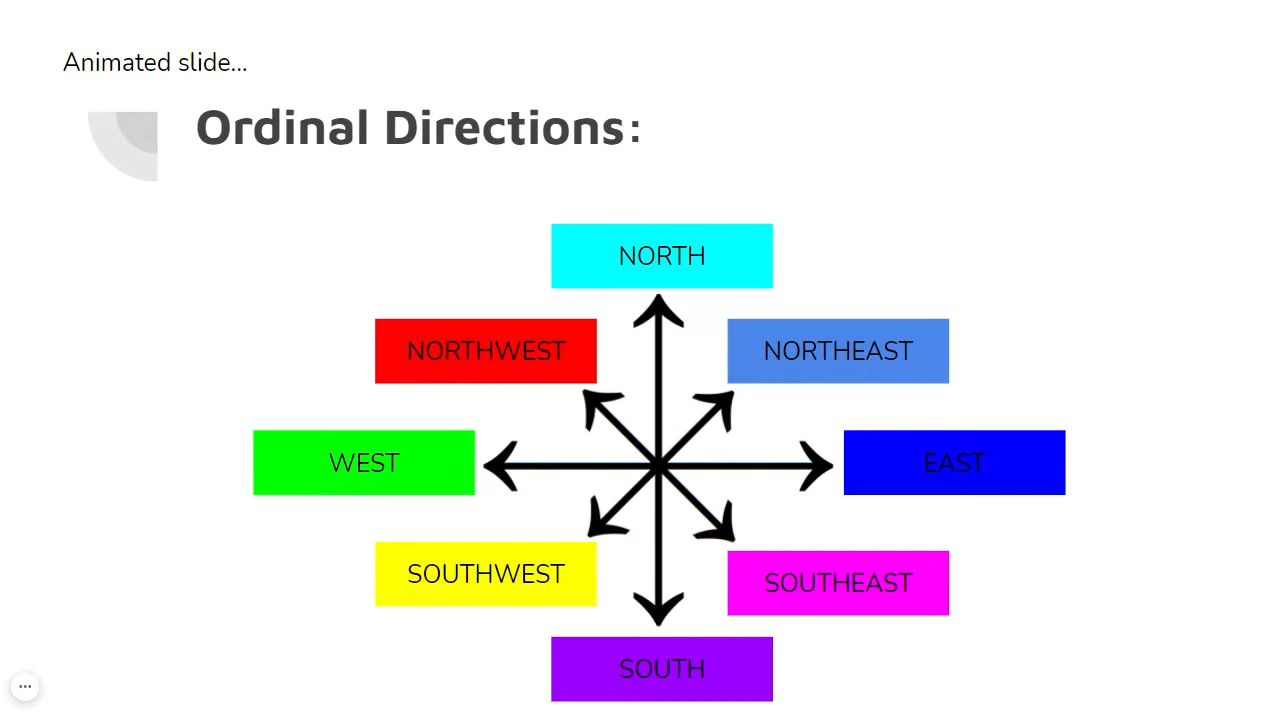 Animated slide...
Ordinal Directions:
NORTH
NORTHWEST
NORTHEAST
WEST
EAST
SOUTHWEST
SOUTHEAST
SOUTH